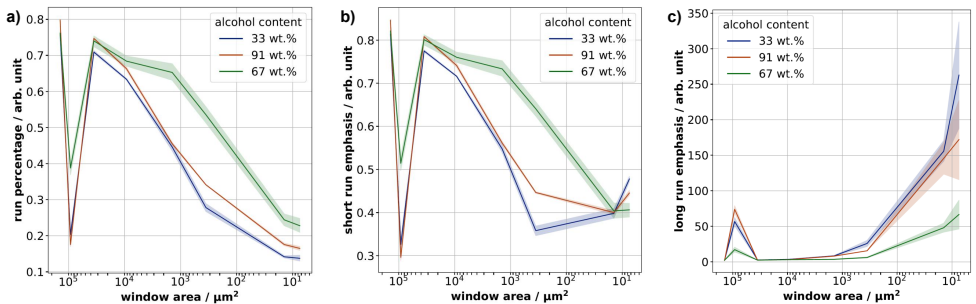 a)
run percentage / arb. unit
0.8
0.7
0.6
0.5
0.4
0.3
0.2
0.1
alcohol content
33 wt.%
91 wt.%
67 wt.%
10⁵
10⁴
10³
10²
10¹
window area / μm²
b)
short run emphasis / arb. unit
0.8
0.7
0.6
0.5
0.4
0.3
alcohol content
33 wt.%
91 wt.%
67 wt.%
10⁵
10⁴
10³
10²
10¹
window area / μm²
c)
long run emphasis / arb. unit
350
300
250
200
150
100
50
0
alcohol content
33 wt.%
91 wt.%
67 wt.%
10⁵
10⁴
10³
10²
10¹
window area / μm²